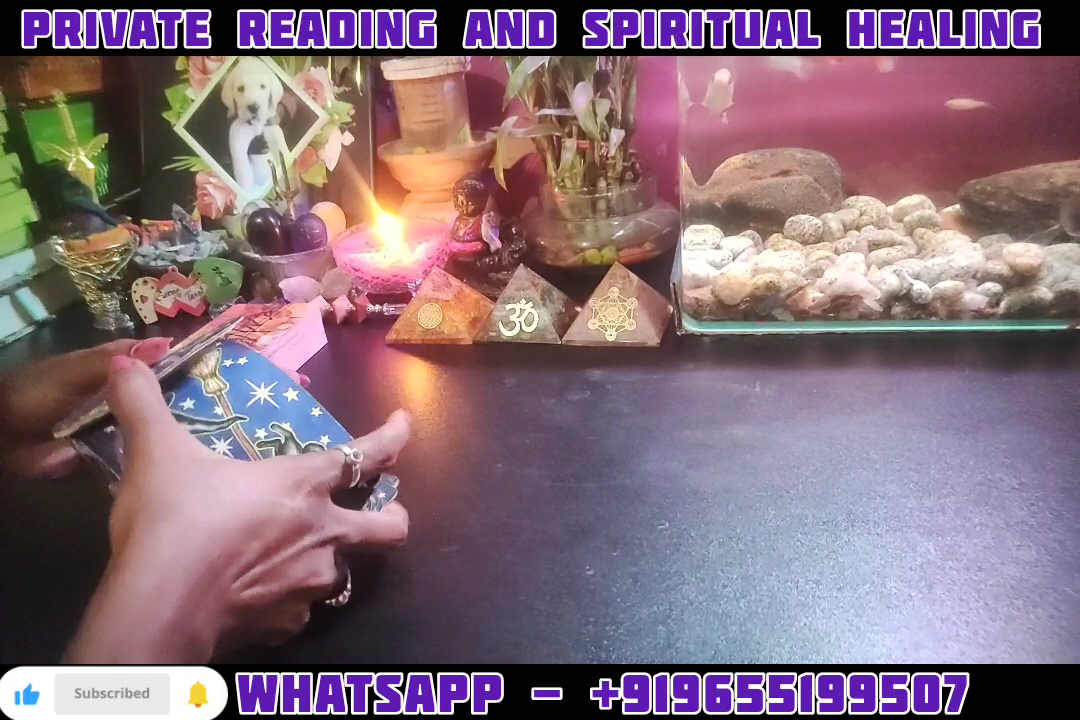 PRIVATE READING AND SPIRITUAL HEALING
ॐ
Subscribed
WHATSAPP - +919655199507